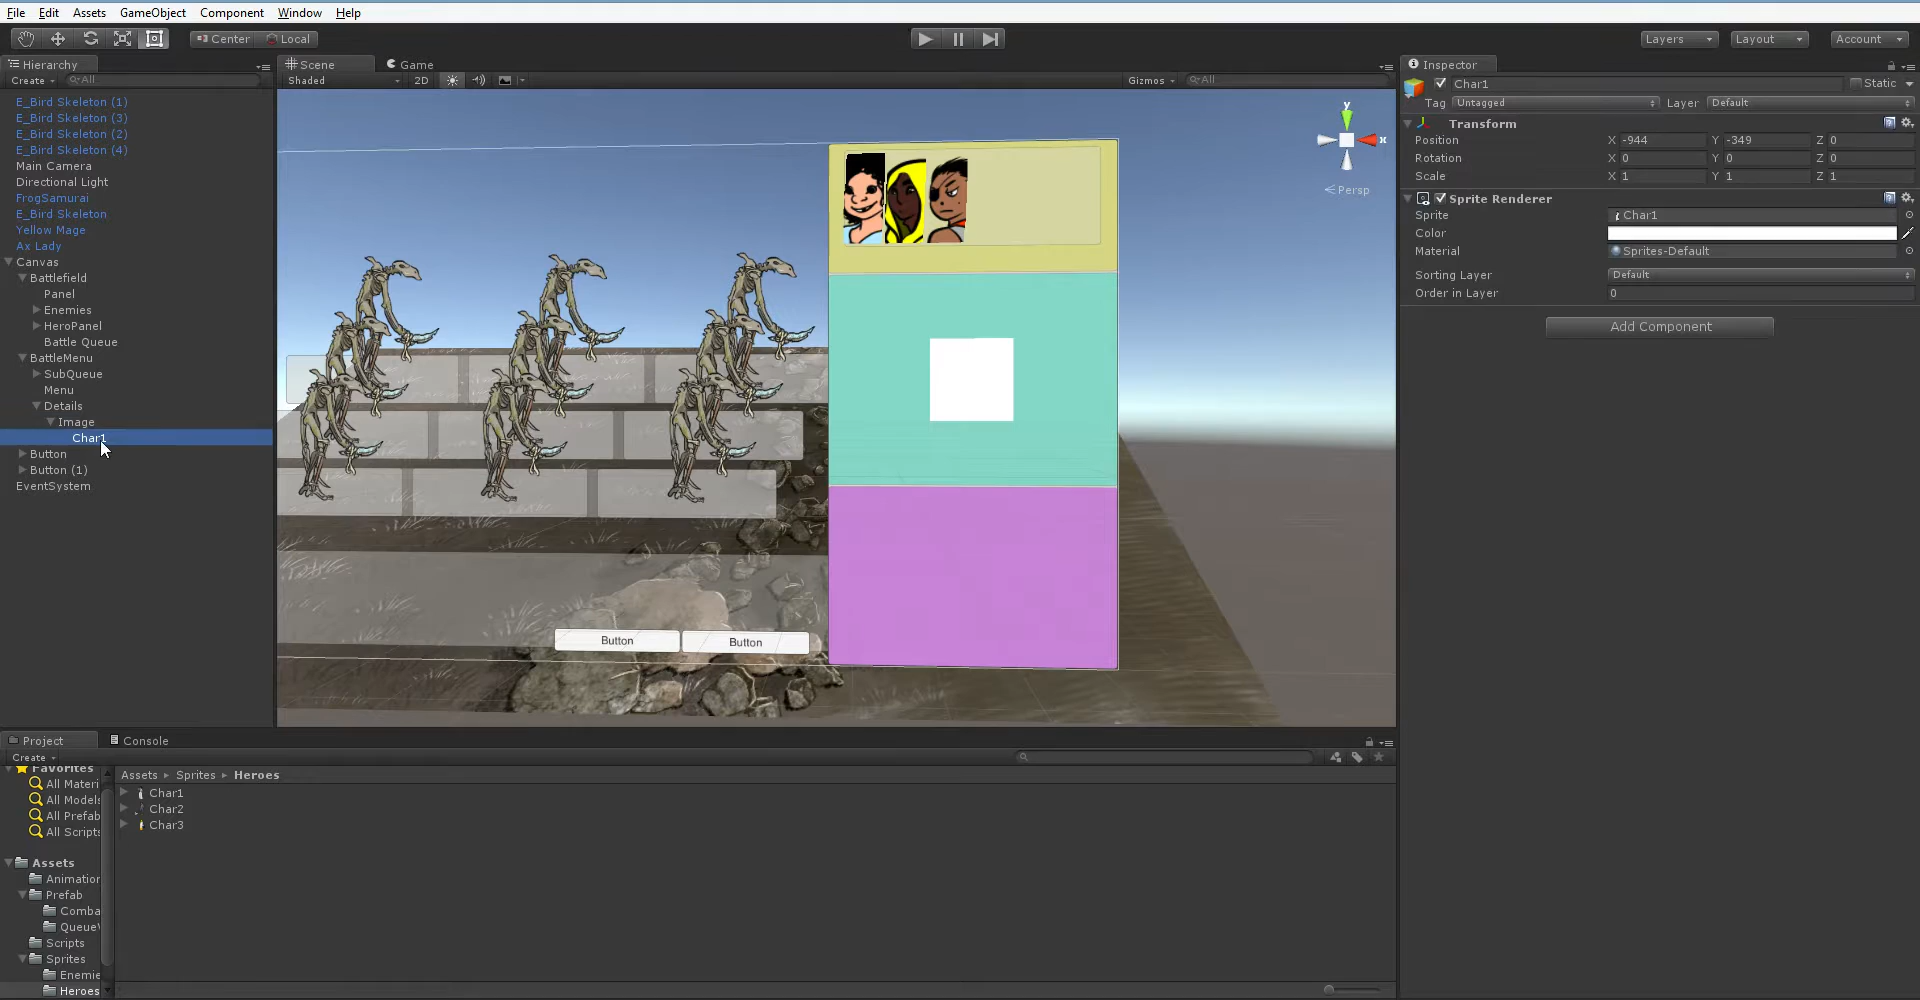 File Edit Assets GameObject Component Window Help
Center Local Layers Layout Account
Hierarchy
Create All
E_Bird Skeleton (1)
E_Bird Skeleton (3)
E_Bird Skeleton (2)
E_Bird Skeleton (4)
Main Camera
Directional Light
FrogSamurai
E_Bird Skeleton
Yellow Mage
Ax Lady
Canvas
Battlefield
Panel
Enemies
HeroPanel
Battle Queue
BattleMenu
SubQueue
Menu
Details
Image
Char1
Button
Button (1)
EventSystem
Scene Game
Shaded 2D Gizmos All
y
x
Persp
Button Button
Inspector
Char1 Static
Tag Untagged Layer Default
Transform
Position X -944 Y -349 Z 0
Rotation X 0 Y 0 Z 0
Scale X 1 Y 1 Z 1
Sprite Renderer
Sprite Char1
Color
Material Sprites-Default
Sorting Layer Default
Order in Layer 0
Add Component
Project Console
Create
Favorites
All Materi
All Models
All Prefab
All Scripts
Assets
Animation
Prefab
Comba
Queue
Scripts
Sprites
Enemie
Heroes
Assets Sprites Heroes
Char1
Char2
Char3